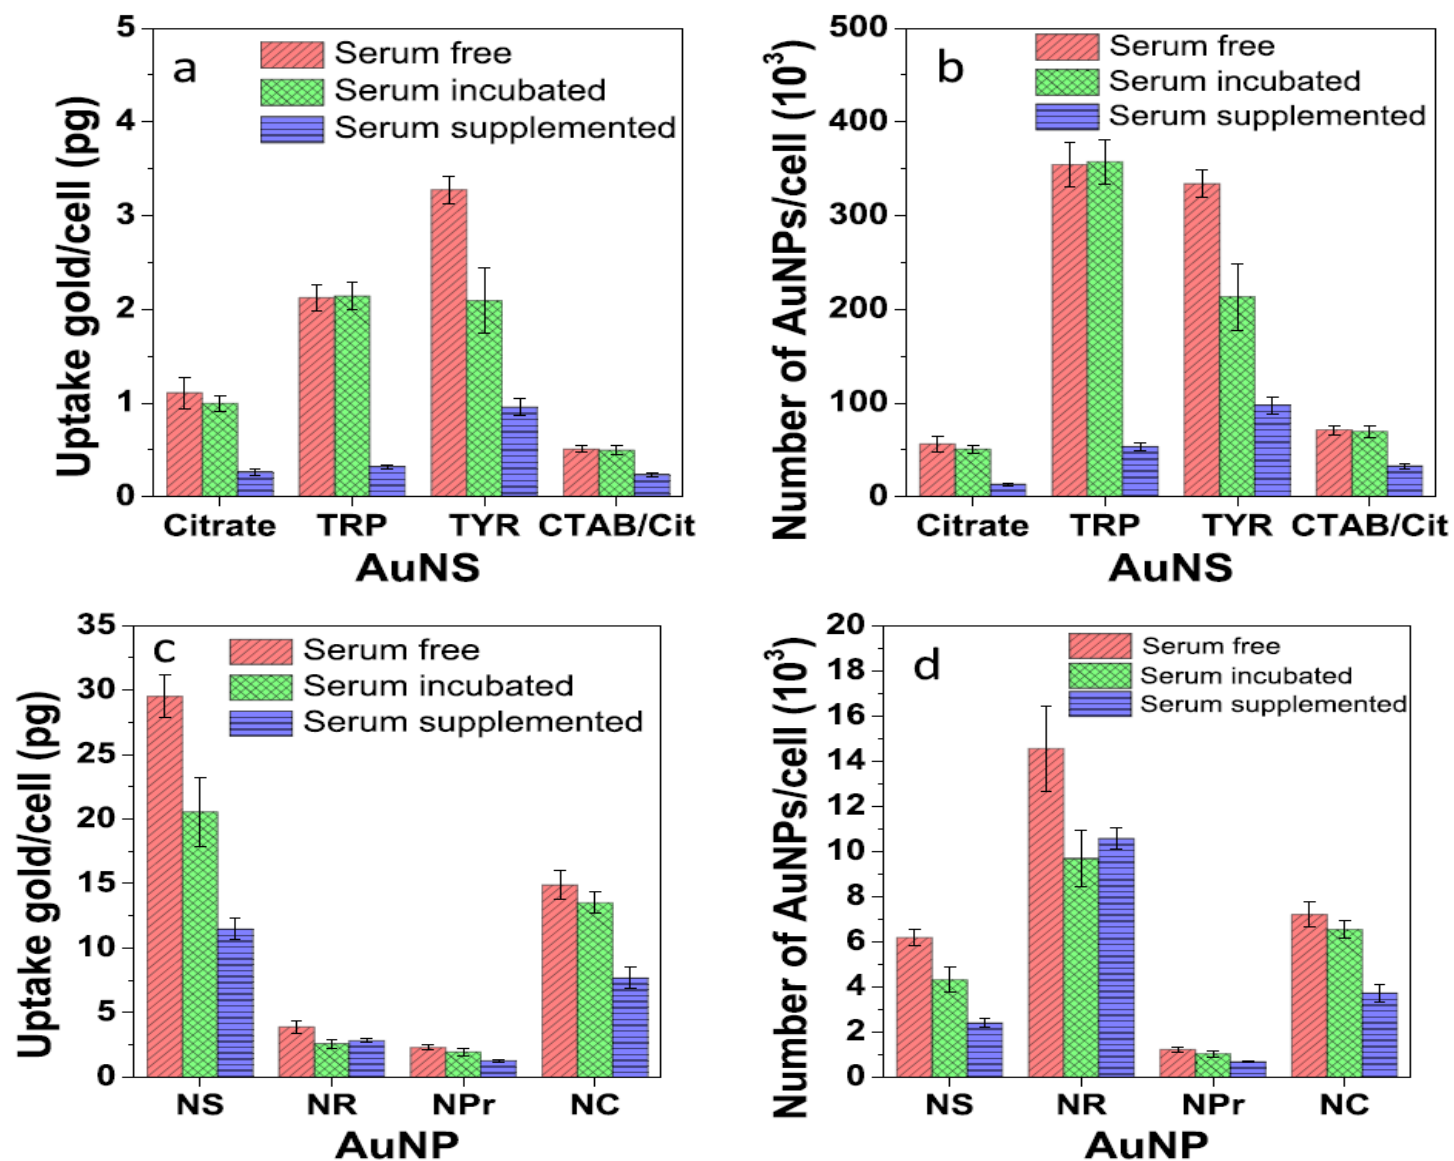 a
Serum free
Serum incubated
Serum supplemented
Uptake gold/cell (pg)
5
4
3
2
1
0
Citrate TRP TYR CTAB/Cit
AuNS
b
Serum free
Serum incubated
Serum supplemented
Number of AuNPs/cell (10³)
500
400
300
200
100
0
Citrate TRP TYR CTAB/Cit
AuNS
c
Serum free
Serum incubated
Serum supplemented
Uptake gold/cell (pg)
35
30
25
20
15
10
5
0
NS NR NPr NC
AuNP
d
Serum free
Serum incubated
Serum supplemented
Number of AuNPs/cell (10³)
20
18
16
14
12
10
8
6
4
2
0
NS NR NPr NC
AuNP